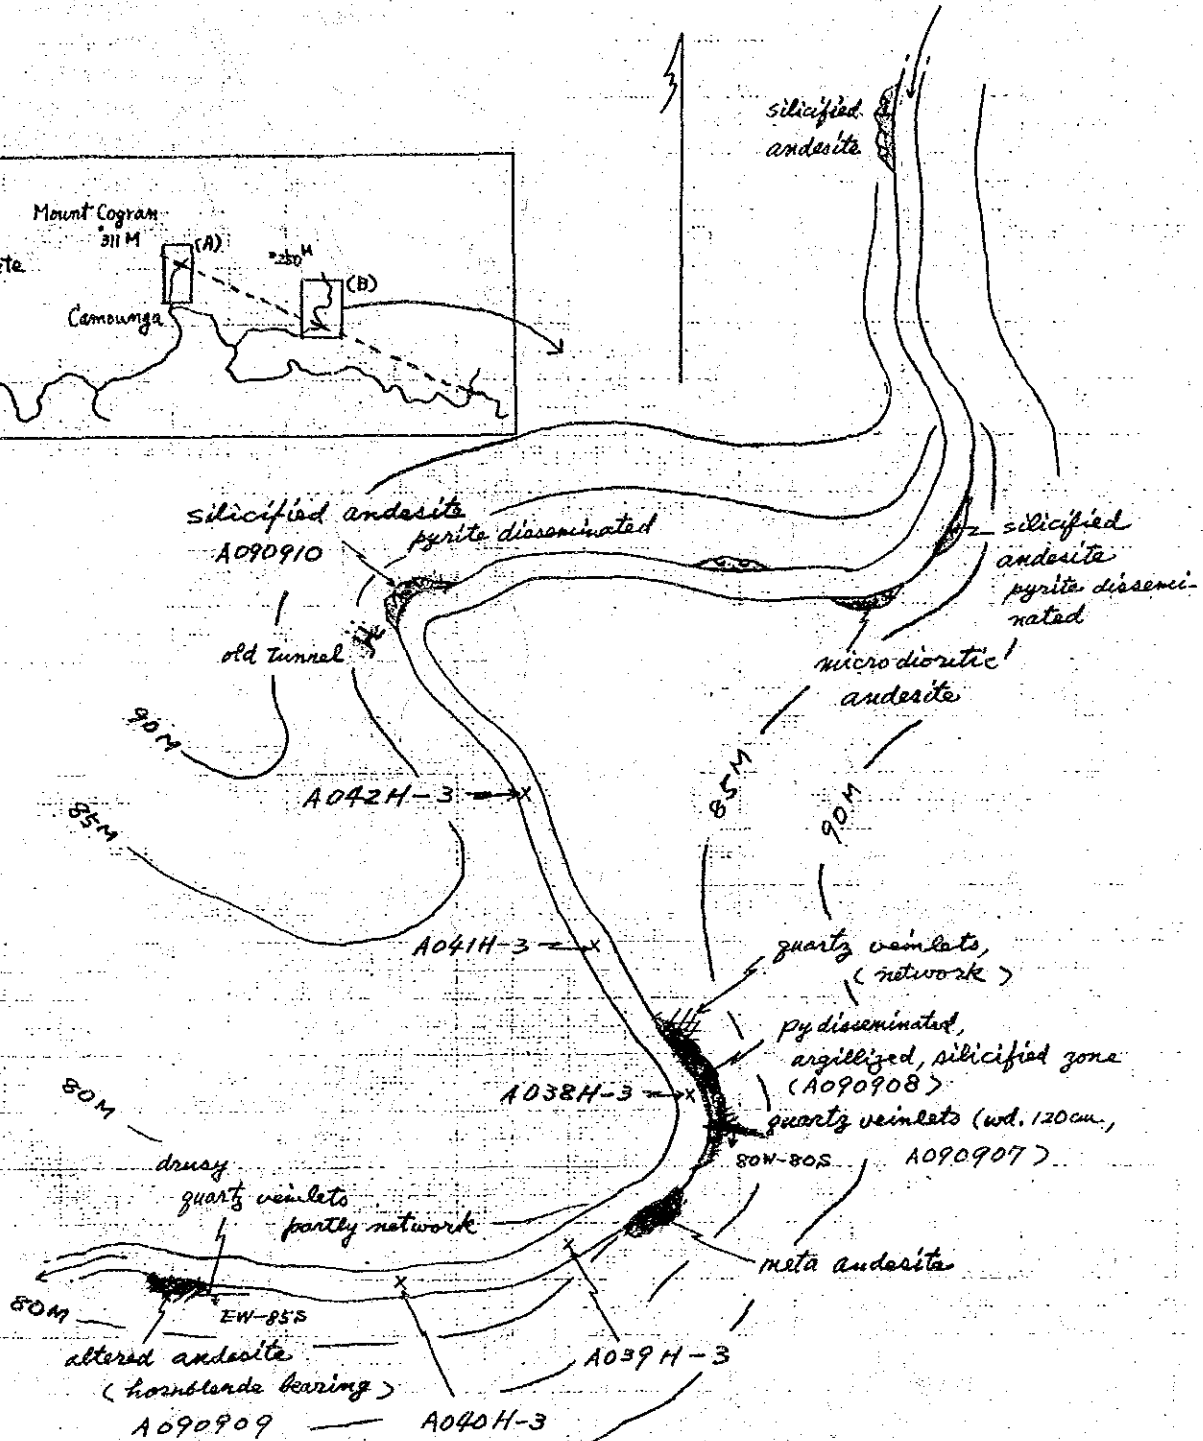 silicified
andesite
Mount Cogran
311 M
(A)
250M
(B)
Camounga
silicified andesite
pyrite disseminated
A090910
silicified
andesite
pyrite dissemi-
nated
old tunnel
microdioritic
andesite
90M
85M
90M
A042H-3
85M
A041H-3
quartz veinlets,
(network)
py disseminated,
argillized, silicified zone
(A090908)
A038H-3
80M
quartz veinlets (wd. 120cm,
A090907)
80W-80S
drusy
quartz veinlets
partly network
meta andesite
80M
EW-85S
altered andesite
(hornblende bearing)
A090909
A039H-3
A040H-3